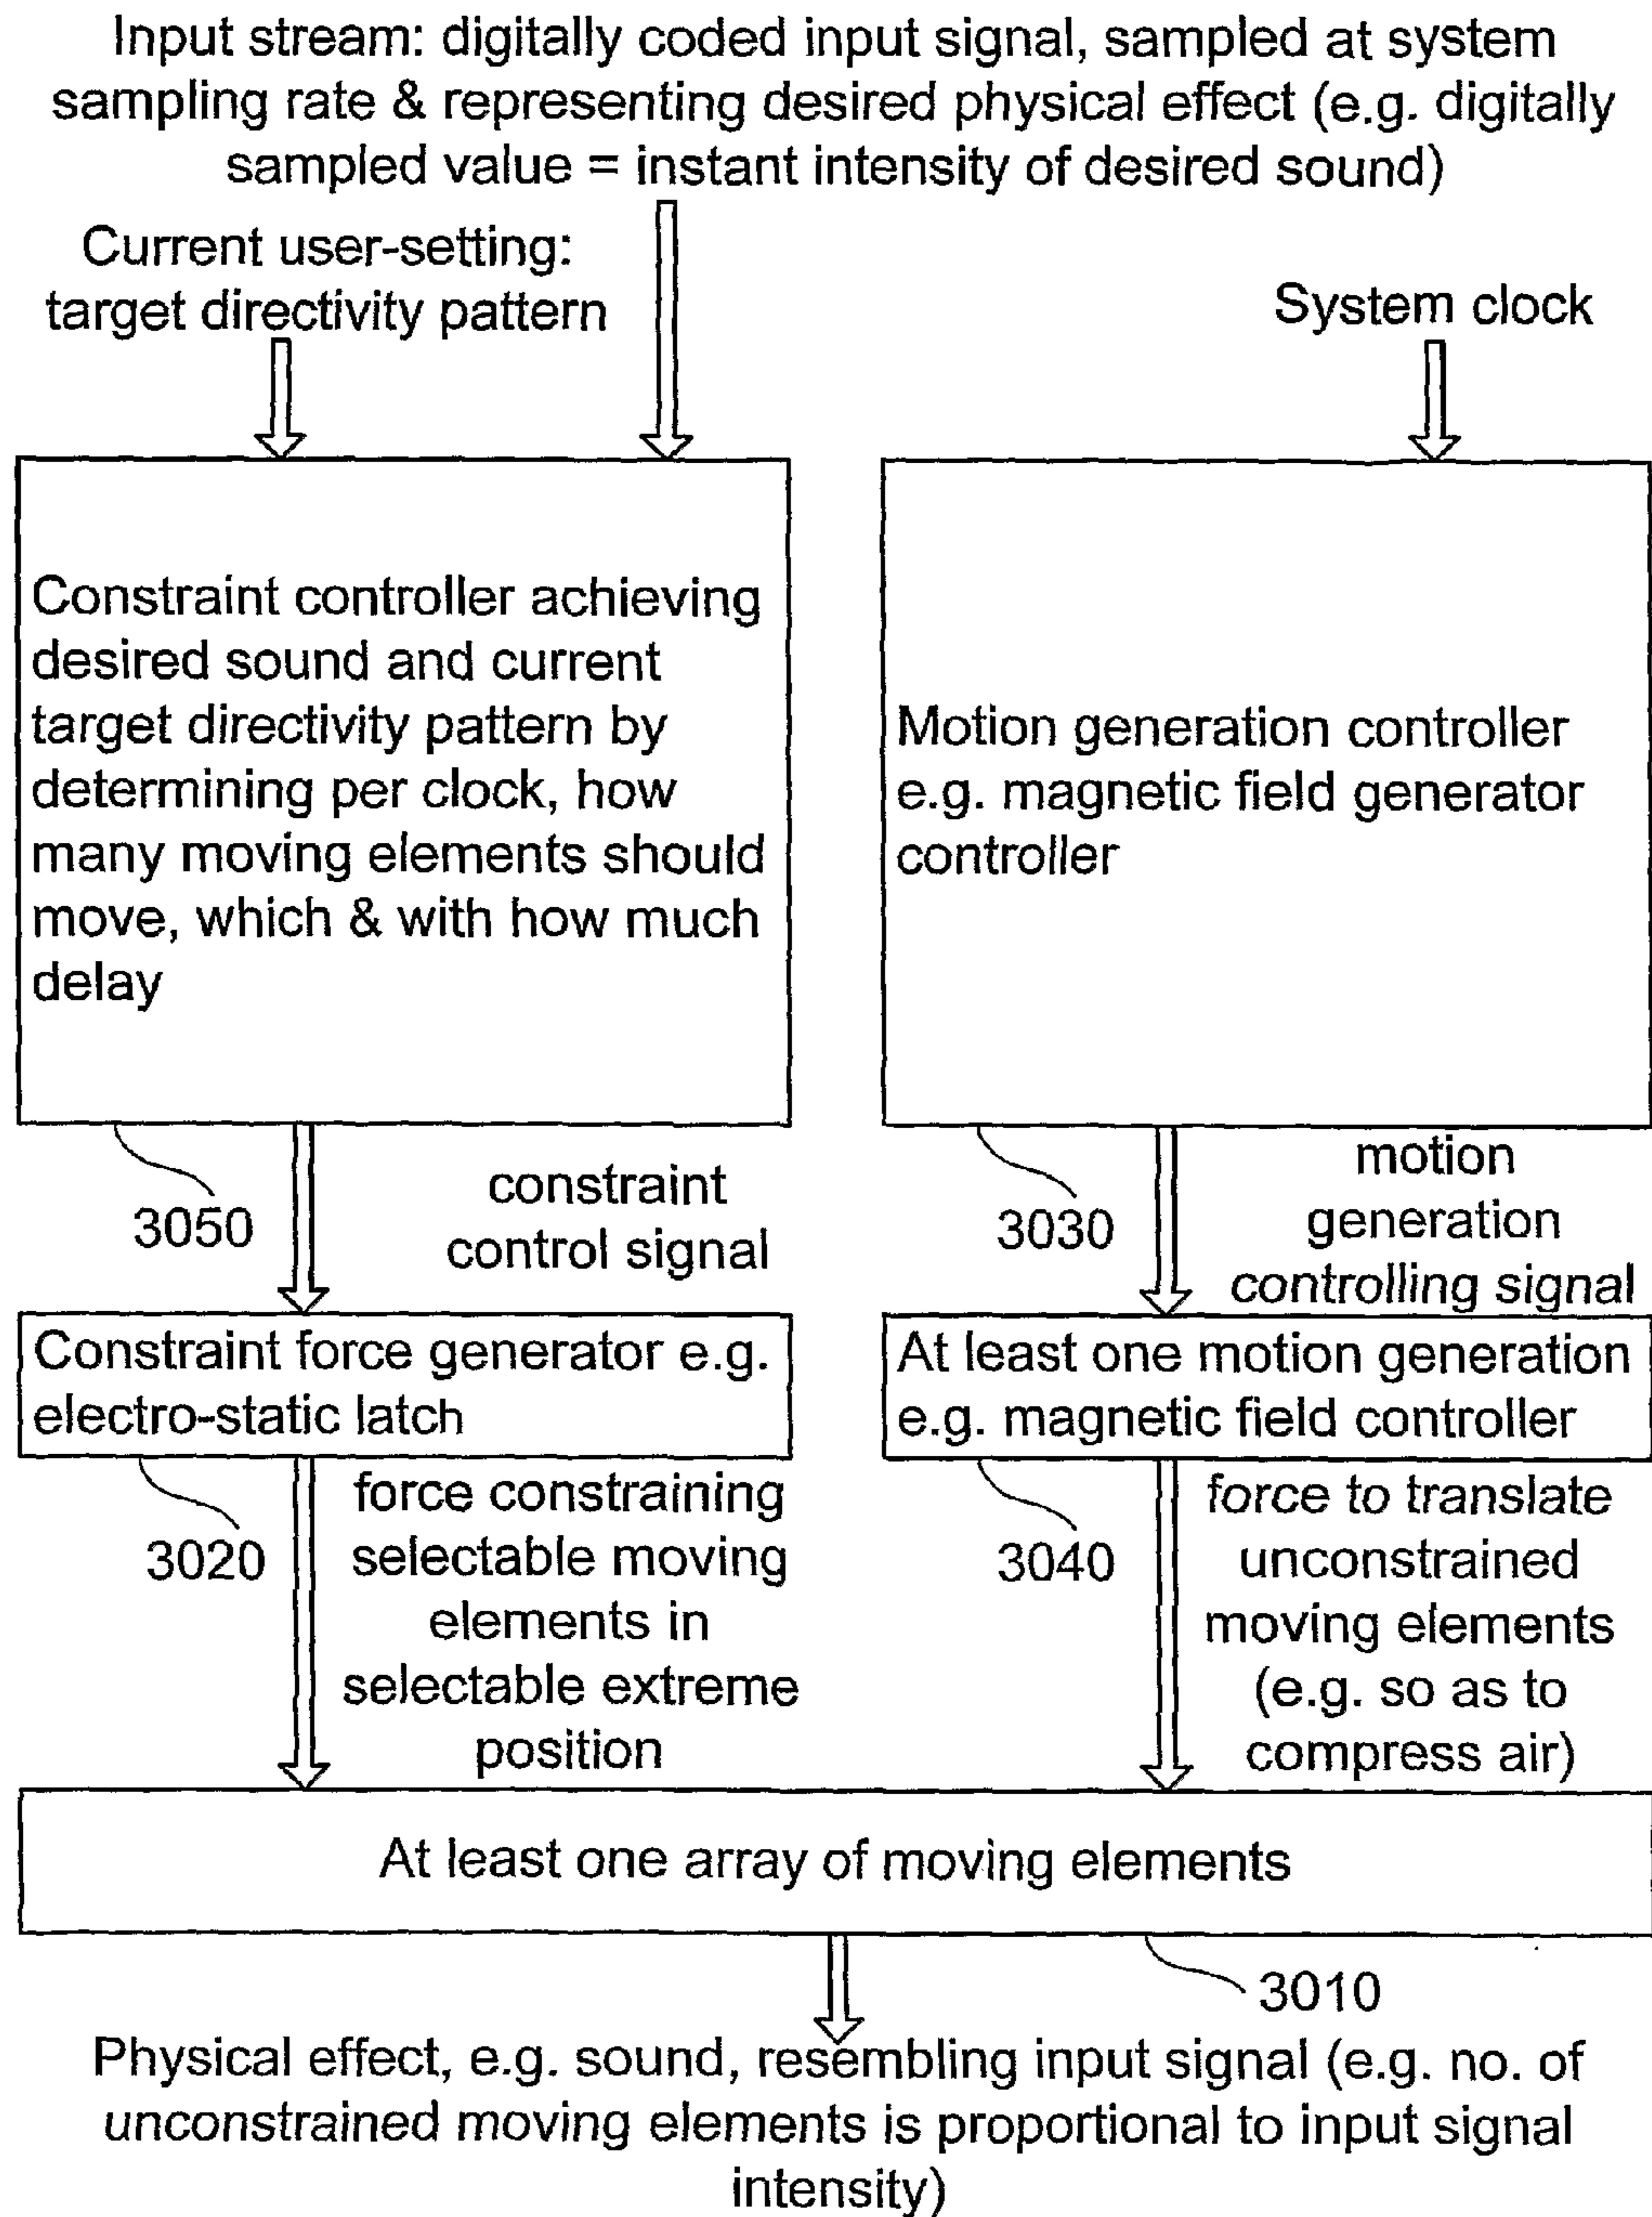 Input stream: digitally coded input signal, sampled at system
sampling rate & representing desired physical effect (e.g. digitally
sampled value = instant intensity of desired sound)
Current user-setting:
target directivity pattern
System clock
Constraint controller achieving
desired sound and current
target directivity pattern by
determining per clock, how
many moving elements should
move, which & with how much
delay
Motion generation controller
e.g. magnetic field generator
controller
3050
constraint
control signal
3030
motion
generation
controlling signal
Constraint force generator e.g.
electro-static latch
At least one motion generation
e.g. magnetic field controller
3020
force constraining
selectable moving
elements in
selectable extreme
position
3040
force to translate
unconstrained
moving elements
(e.g. so as to
compress air)
At least one array of moving elements
3010
Physical effect, e.g. sound, resembling input signal (e.g. no. of
unconstrained moving elements is proportional to input signal
intensity)